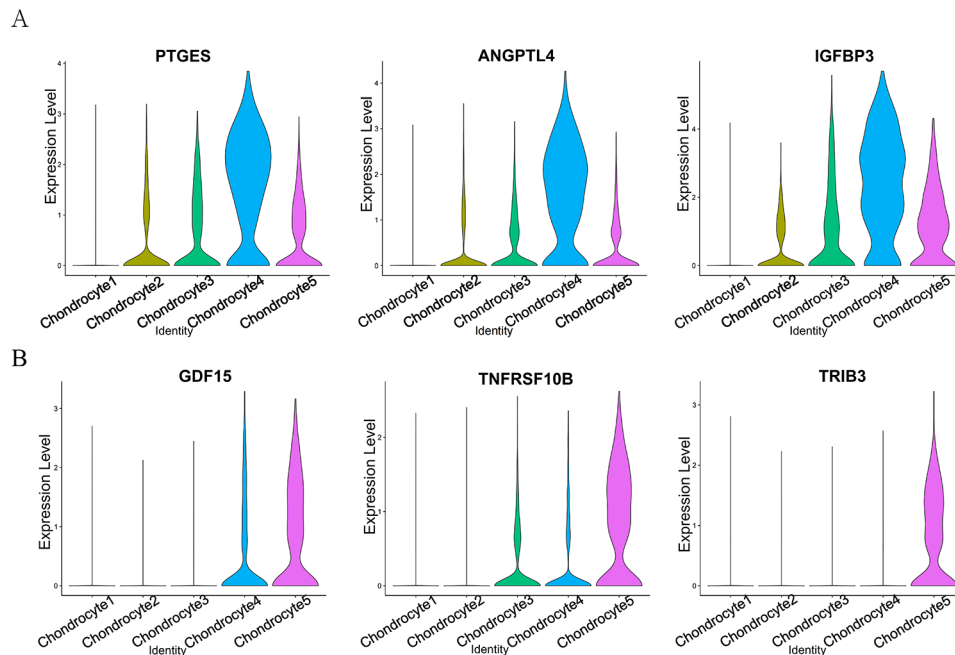 A
PTGES
ANGPTL4
IGFBP3
Expression Level
4
3
2
1
0
Chondrocyte1
Chondrocyte2
Chondrocyte3
Chondrocyte4
Chondrocyte5
Identity
Expression Level
4
3
2
1
0
Chondrocyte1
Chondrocyte2
Chondrocyte3
Chondrocyte4
Chondrocyte5
Identity
Expression Level
4
2
0
Chondrocyte1
Chondrocyte2
Chondrocyte3
Chondrocyte4
Chondrocyte5
Identity
B
GDF15
TNFRSF10B
TRIB3
Expression Level
3
2
1
0
Chondrocyte1
Chondrocyte2
Chondrocyte3
Chondrocyte4
Chondrocyte5
Identity
Expression Level
2
1
0
Chondrocyte1
Chondrocyte2
Chondrocyte3
Chondrocyte4
Chondrocyte5
Identity
Expression Level
3
2
1
0
Chondrocyte1
Chondrocyte2
Chondrocyte3
Chondrocyte4
Chondrocyte5
Identity